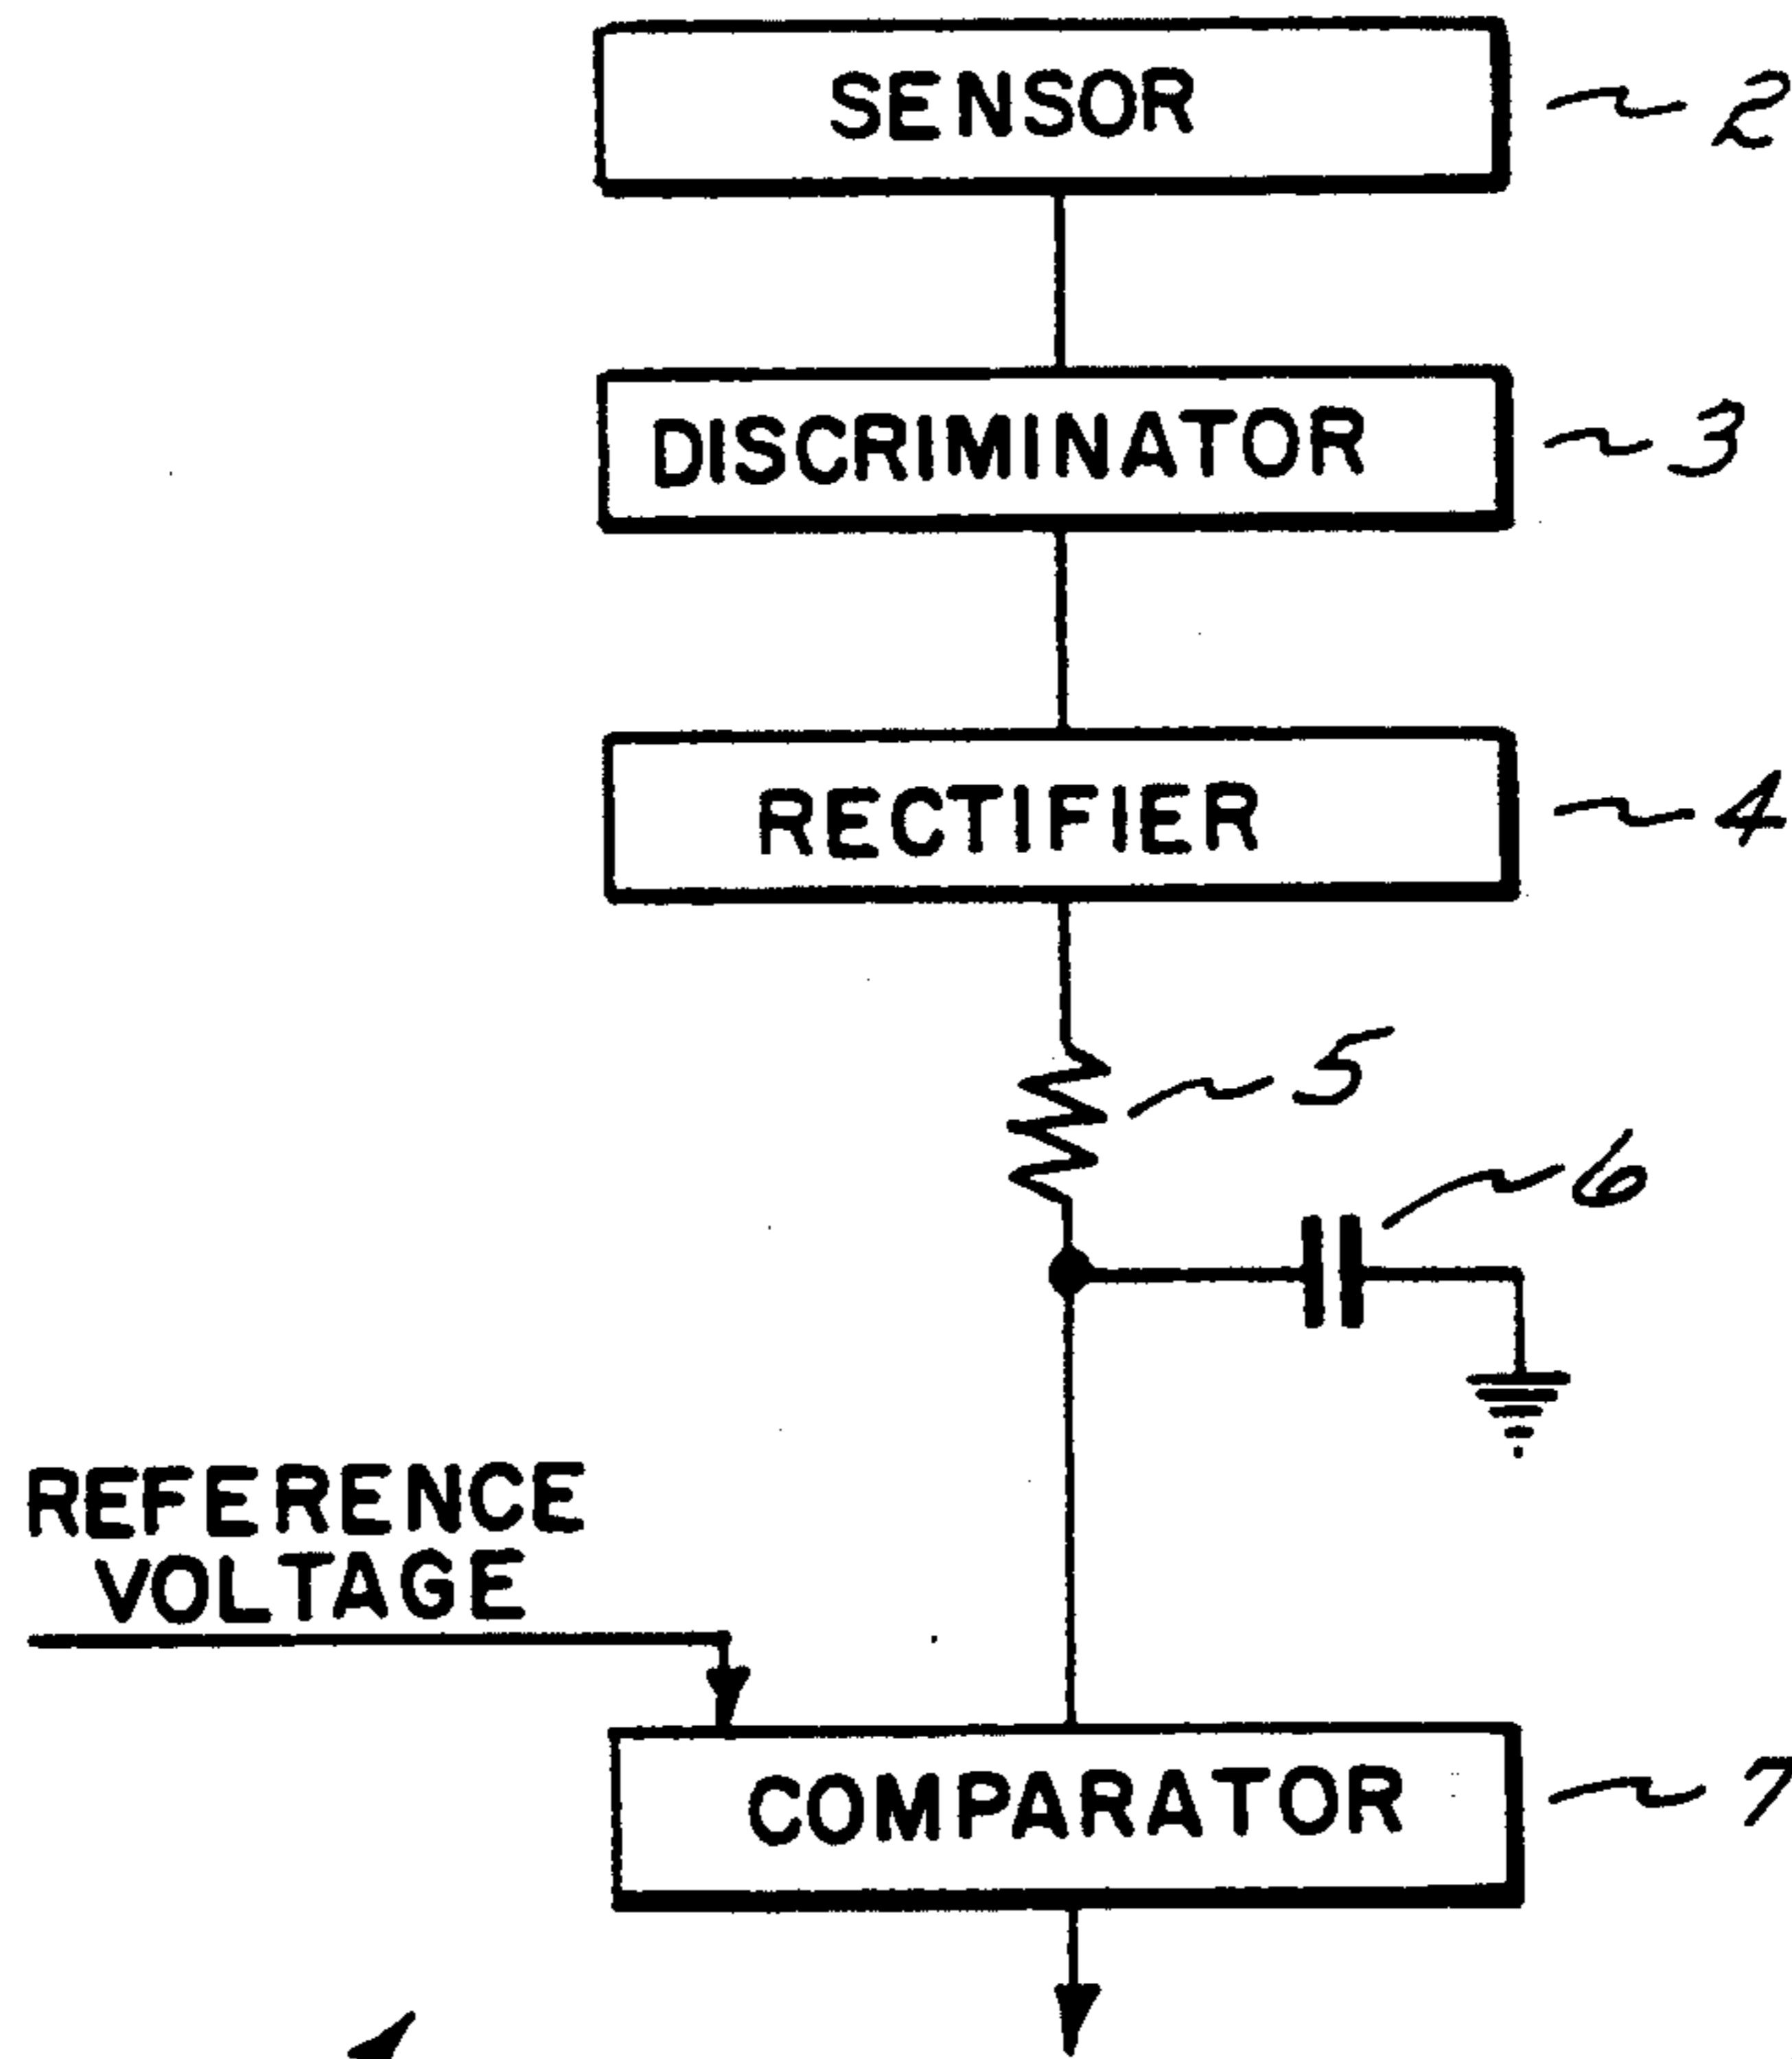 SENSOR
2
DISCRIMINATOR
3
RECTIFIER
4
5
6
REFERENCE
VOLTAGE
COMPARATOR
7